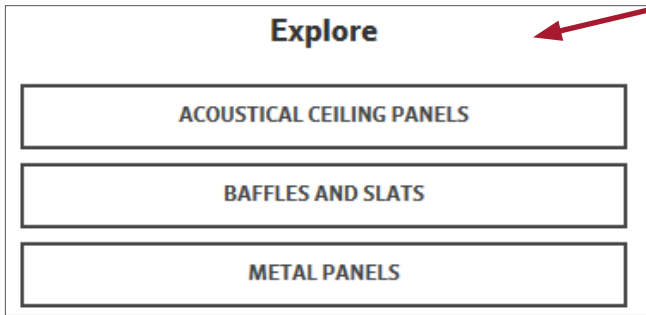 Explore
ACOUSTICAL CEILING PANELS
BAFFLES AND SLATS
METAL PANELS